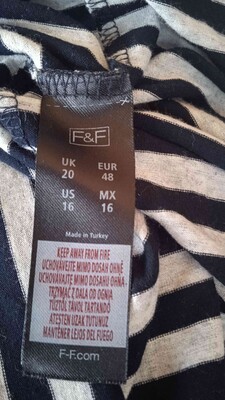 F&F
UK EUR
20 48
US MX
16 16
Made in Turkey
KEEP AWAY FROM FIRE
UCHOVÁVEJTE MIMO DOSAH OHNĚ
UCHOVÁVAJTE MIMO DOSAHU OHŇA
TRZYMAĆ Z DALA OD OGNIA
TŰZTŐL TÁVOL TARTANDÓ
ATEŞTEN UZAK TUTUNUZ
MANTENER LEJOS DEL FUEGO
F-F.com